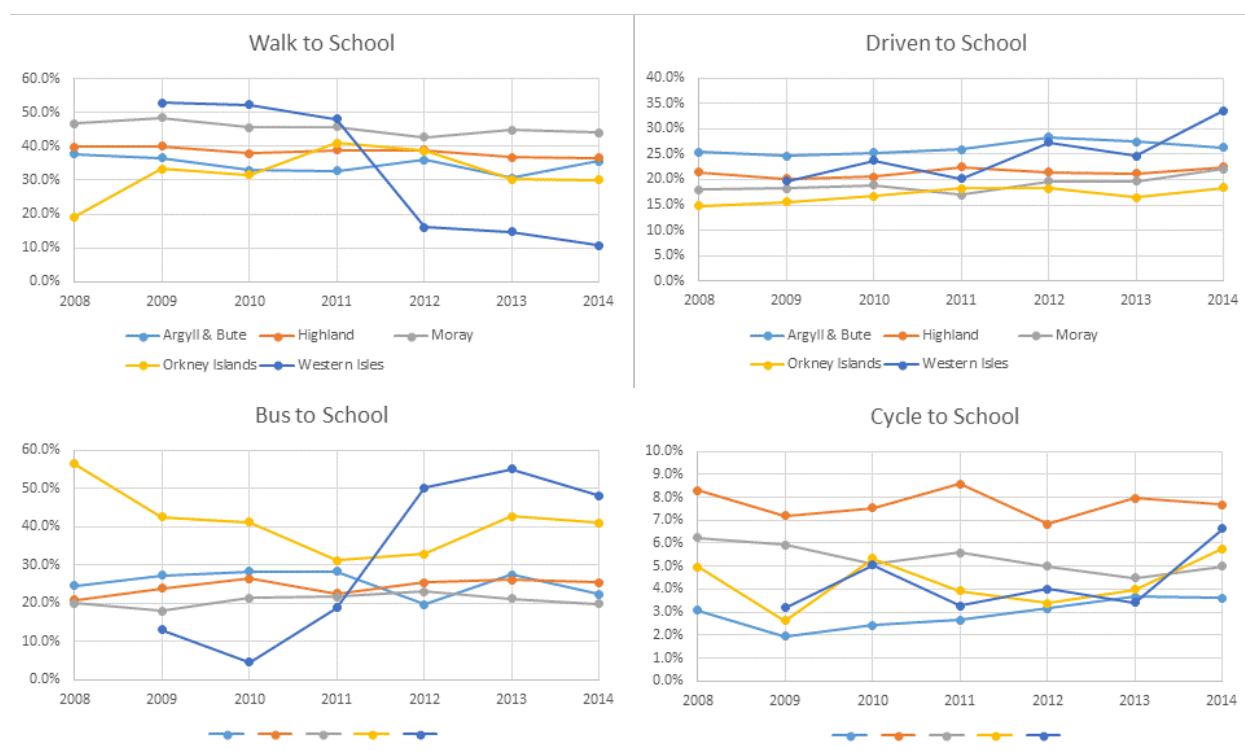 Walk to School
60.0%
50.0%
40.0%
30.0%
20.0%
10.0%
0.0%
2008 2009 2010 2011 2012 2013 2014
Argyll & Bute Highland Moray
Orkney Islands Western Isles
Driven to School
40.0%
35.0%
30.0%
25.0%
20.0%
15.0%
10.0%
5.0%
0.0%
2008 2009 2010 2011 2012 2013 2014
Argyll & Bute Highland Moray
Orkney Islands Western Isles
Bus to School
60.0%
50.0%
40.0%
30.0%
20.0%
10.0%
0.0%
2008 2009 2010 2011 2012 2013 2014
Cycle to School
10.0%
9.0%
8.0%
7.0%
6.0%
5.0%
4.0%
3.0%
2.0%
1.0%
0.0%
2008 2009 2010 2011 2012 2013 2014